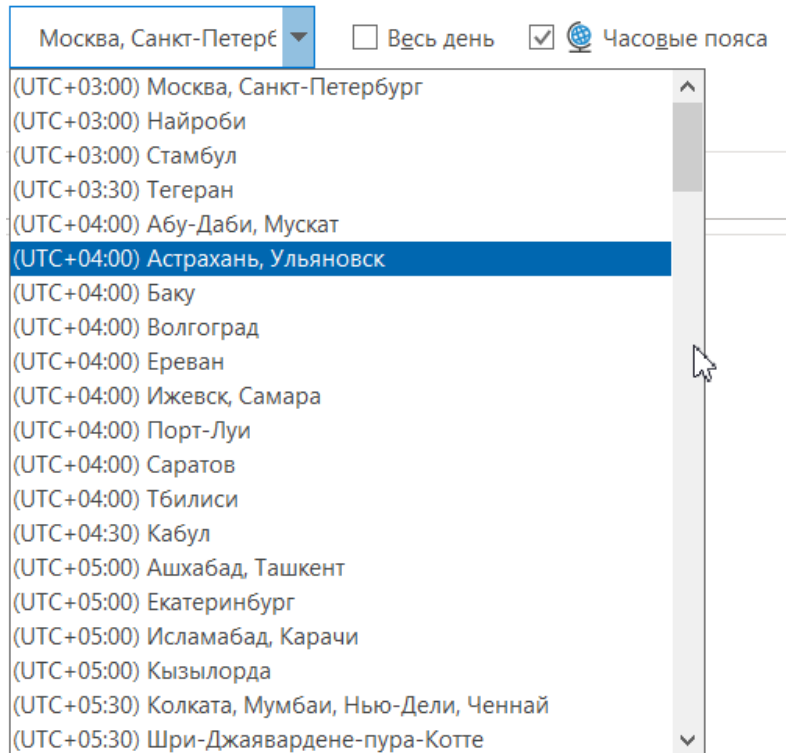 Москва, Санкт-Петерб Весь день Часовые пояса
(UTC+03:00) Москва, Санкт-Петербург
(UTC+03:00) Найроби
(UTC+03:00) Стамбул
(UTC+03:30) Тегеран
(UTC+04:00) Абу-Даби, Мускат
(UTC+04:00) Астрахань, Ульяновск
(UTC+04:00) Баку
(UTC+04:00) Волгоград
(UTC+04:00) Ереван
(UTC+04:00) Ижевск, Самара
(UTC+04:00) Порт-Луи
(UTC+04:00) Саратов
(UTC+04:00) Тбилиси
(UTC+04:30) Кабул
(UTC+05:00) Ашхабад, Ташкент
(UTC+05:00) Екатеринбург
(UTC+05:00) Исламабад, Карачи
(UTC+05:00) Кызылорда
(UTC+05:30) Колката, Мумбаи, Нью-Дели, Ченнай
(UTC+05:30) Шри-Джаявардене-пура-Котте